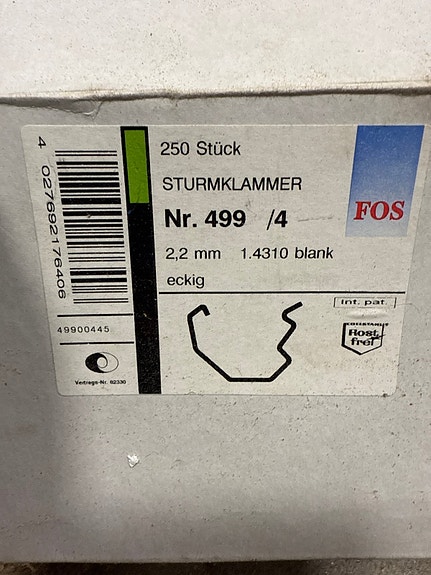 4 027692 176406
49900445
Vertrags-Nr. 82330
250 Stück
STURMKLAMMER
Nr. 499 /4
2,2 mm 1.4310 blank
eckig
FOS
int. pat.
Rost
frei